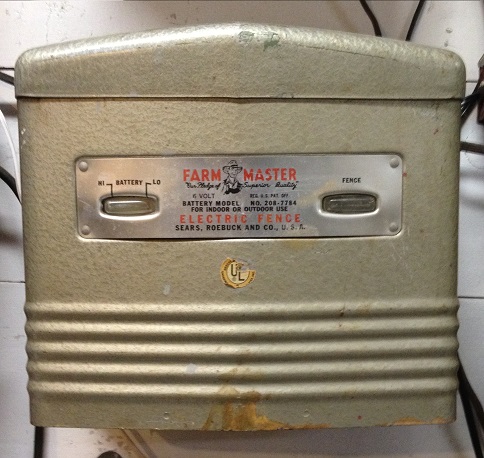 FARM MASTER
"Our Pledge of Superior Quality"
HI BATTERY LO
6 VOLT REG. U.S. PAT. OFF
FENCE
BATTERY MODEL NO. 208-7784
FOR INDOOR OR OUTDOOR USE
ELECTRIC FENCE
SEARS, ROEBUCK AND CO., U.S.A.
UL